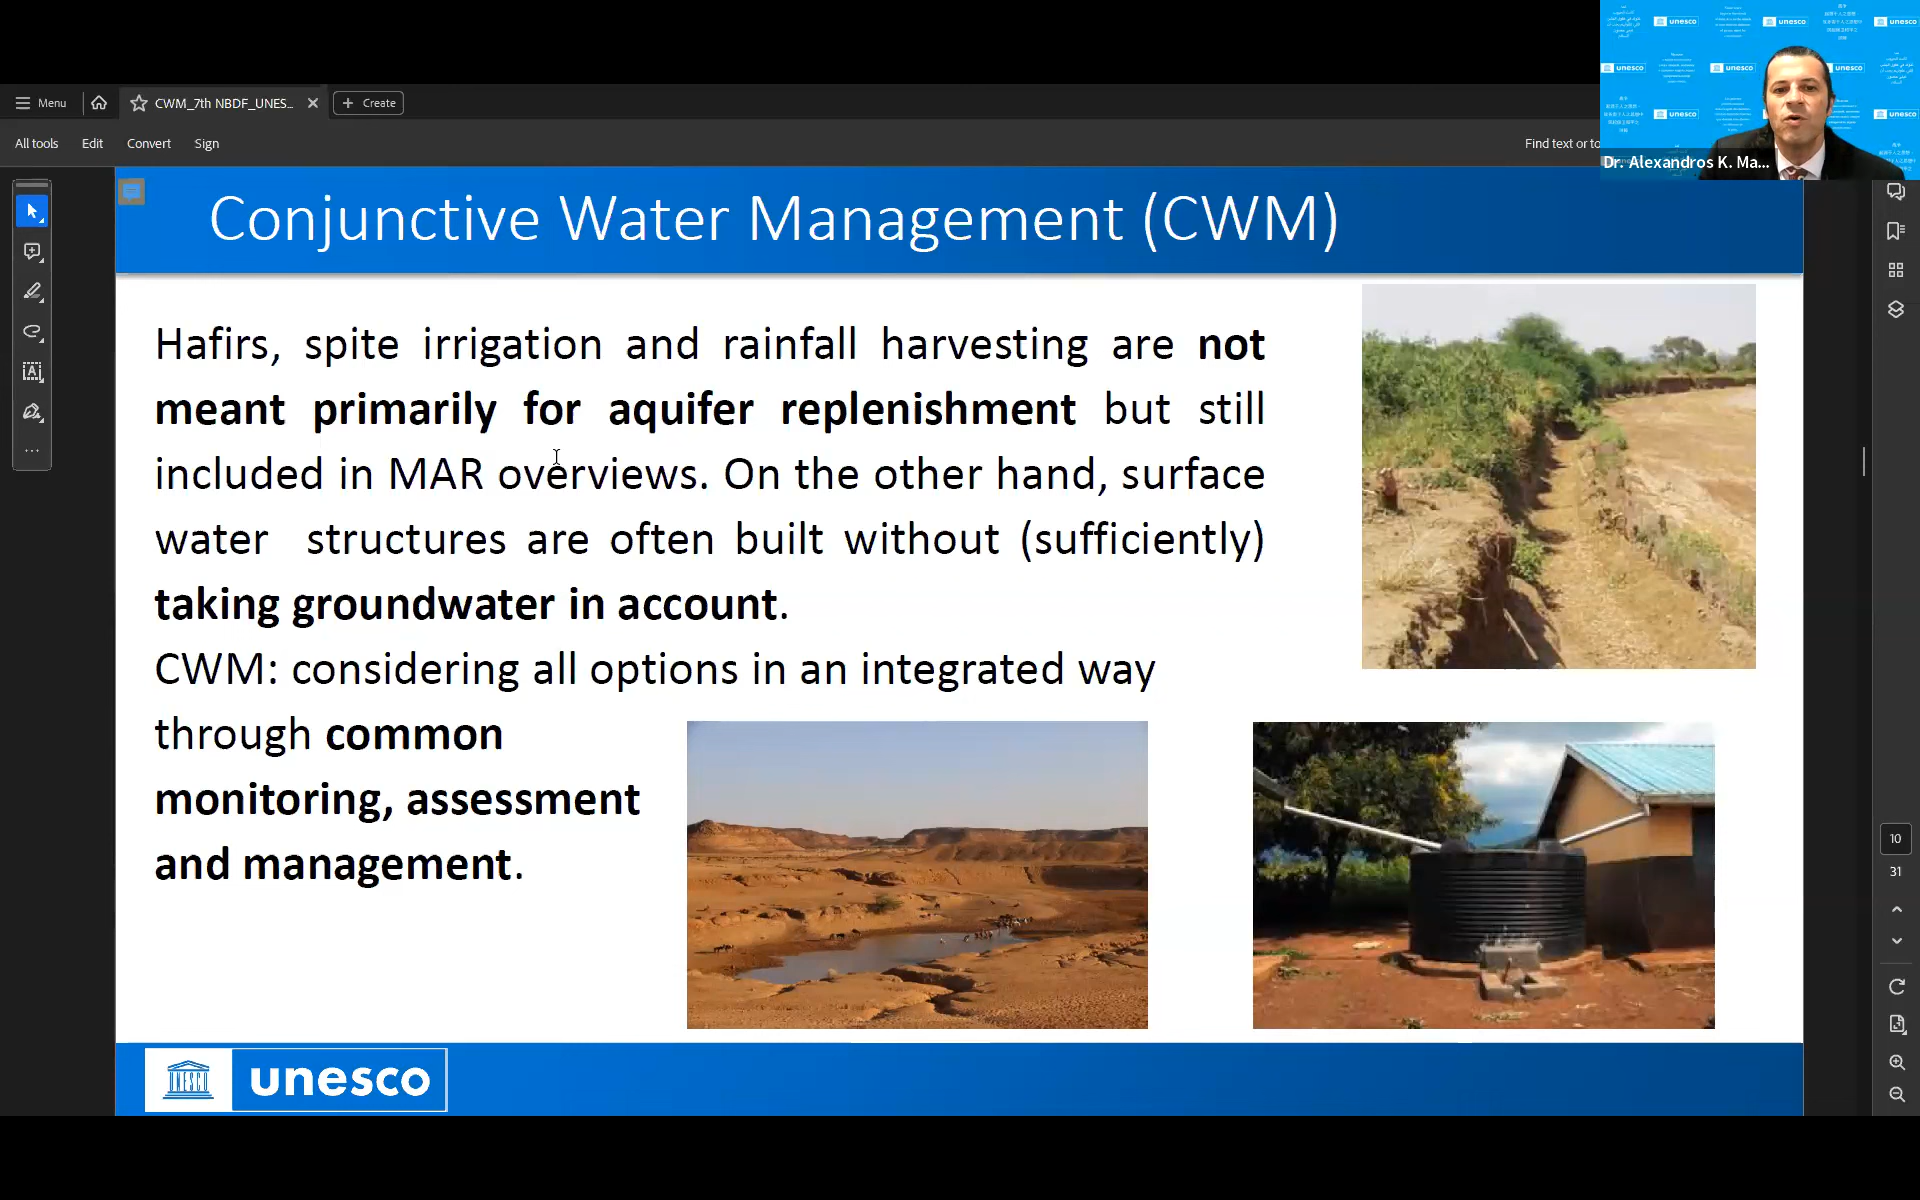 Menu
CWM_7th NBDF_UNES...
Create
All tools
Edit
Convert
Sign
Find text or to
unesco
Dr. Alexandros K. Ma...
Conjunctive Water Management (CWM)
Hafirs, spite irrigation and rainfall harvesting are not
meant primarily for aquifer replenishment but still
included in MAR overviews. On the other hand, surface
water structures are often built without (sufficiently)
taking groundwater in account.
CWM: considering all options in an integrated way
through common
monitoring, assessment
and management.
10
31
UNESCO
unesco